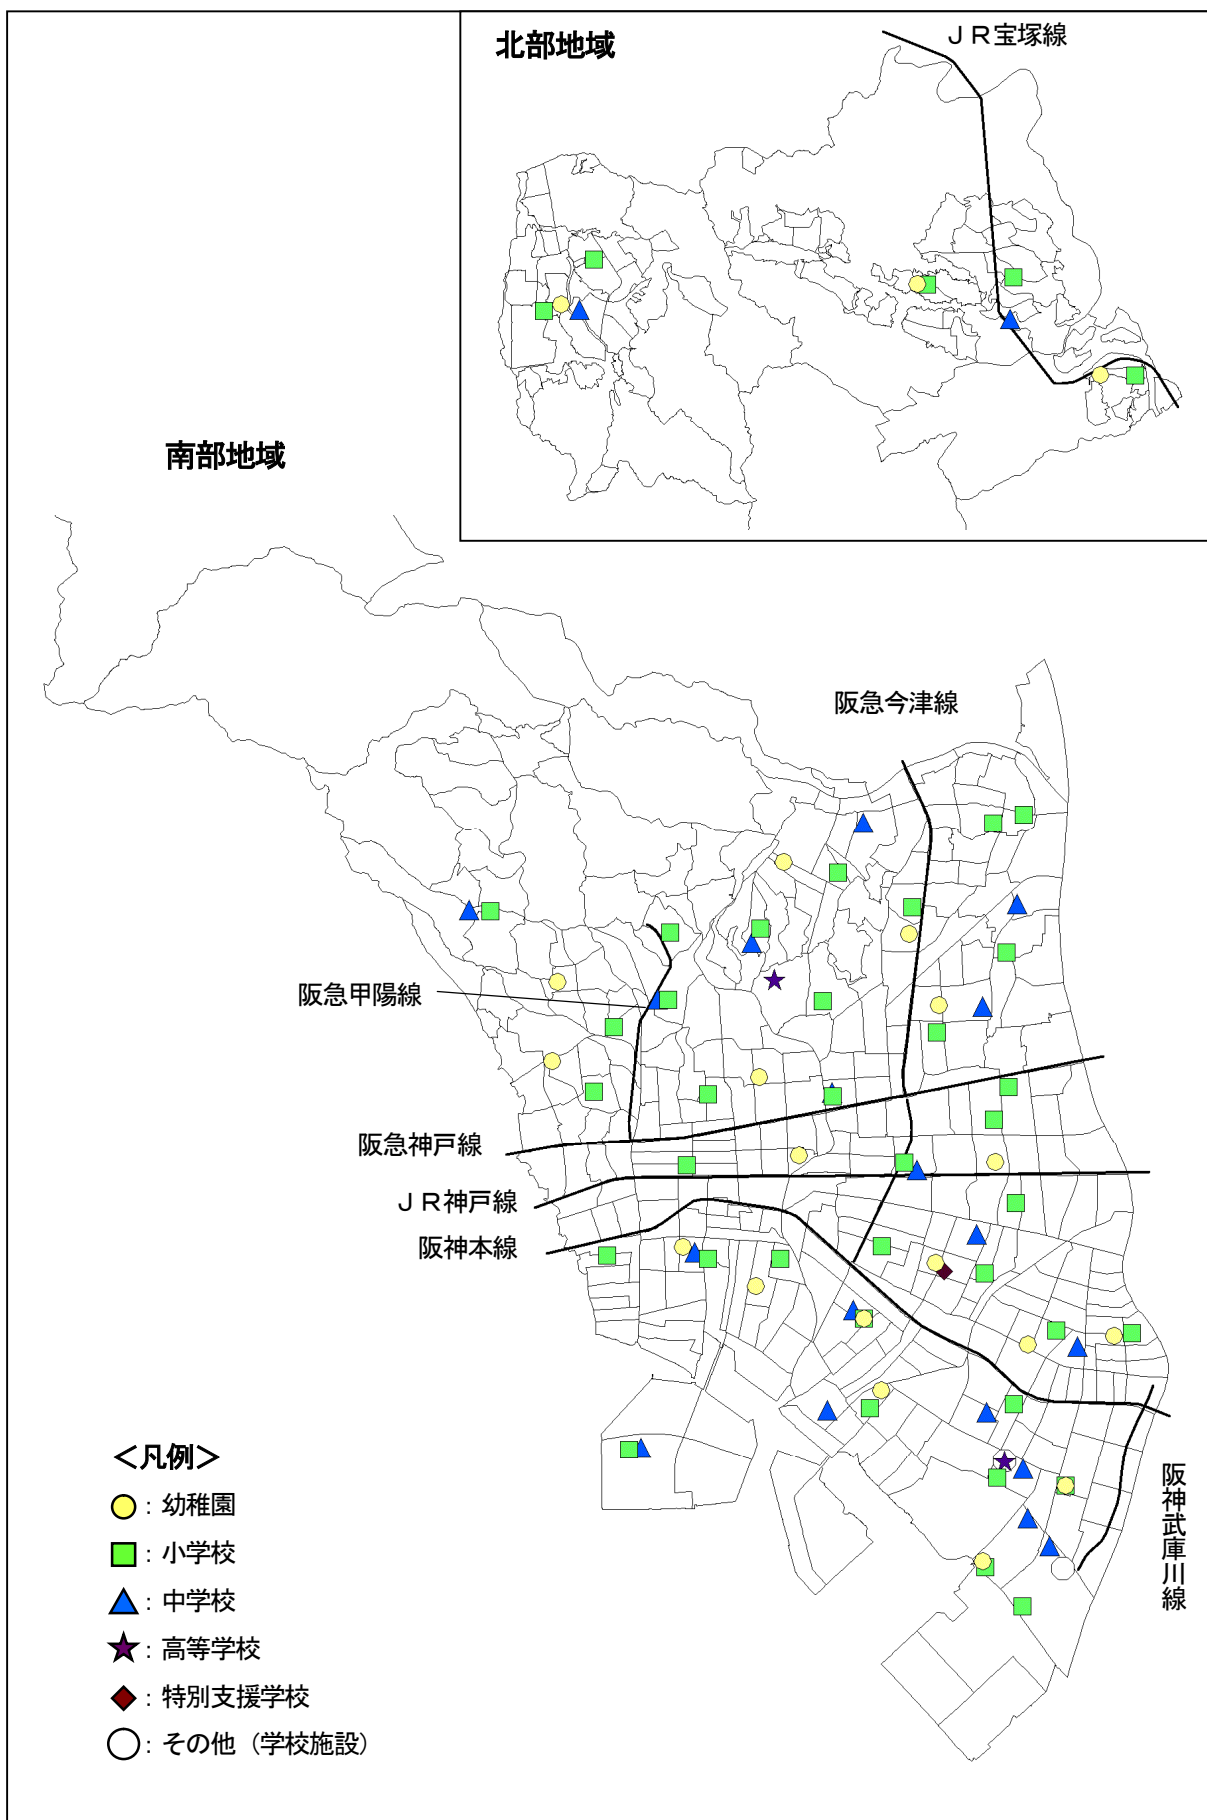 北部地域
ＪＲ宝塚線
南部地域
阪急今津線
阪急甲陽線
阪急神戸線
ＪＲ神戸線
阪神本線
阪神武庫川線
＜凡例＞
：幼稚園
：小学校
：中学校
：高等学校
：特別支援学校
：その他（学校施設）